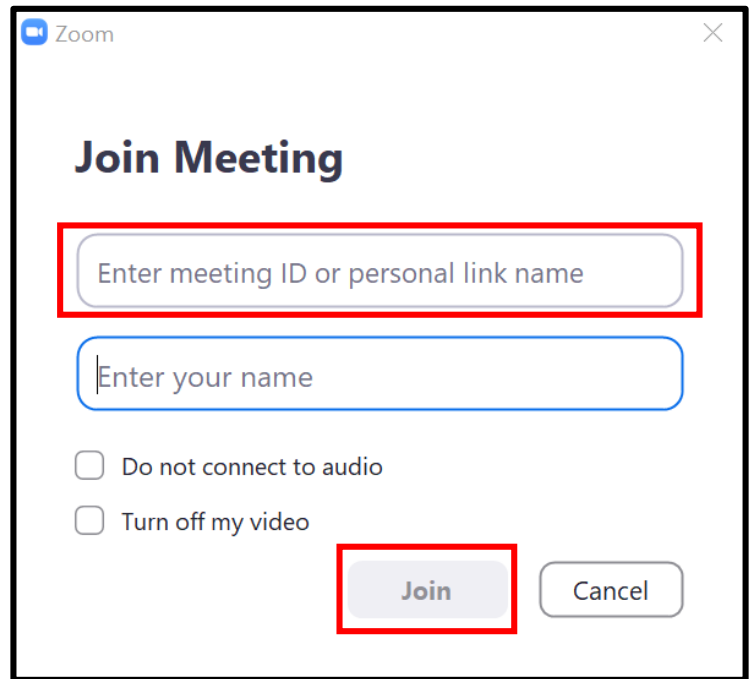 Zoom
Join Meeting
Enter meeting ID or personal link name
Enter your name
Do not connect to audio
Turn off my video
Join Cancel